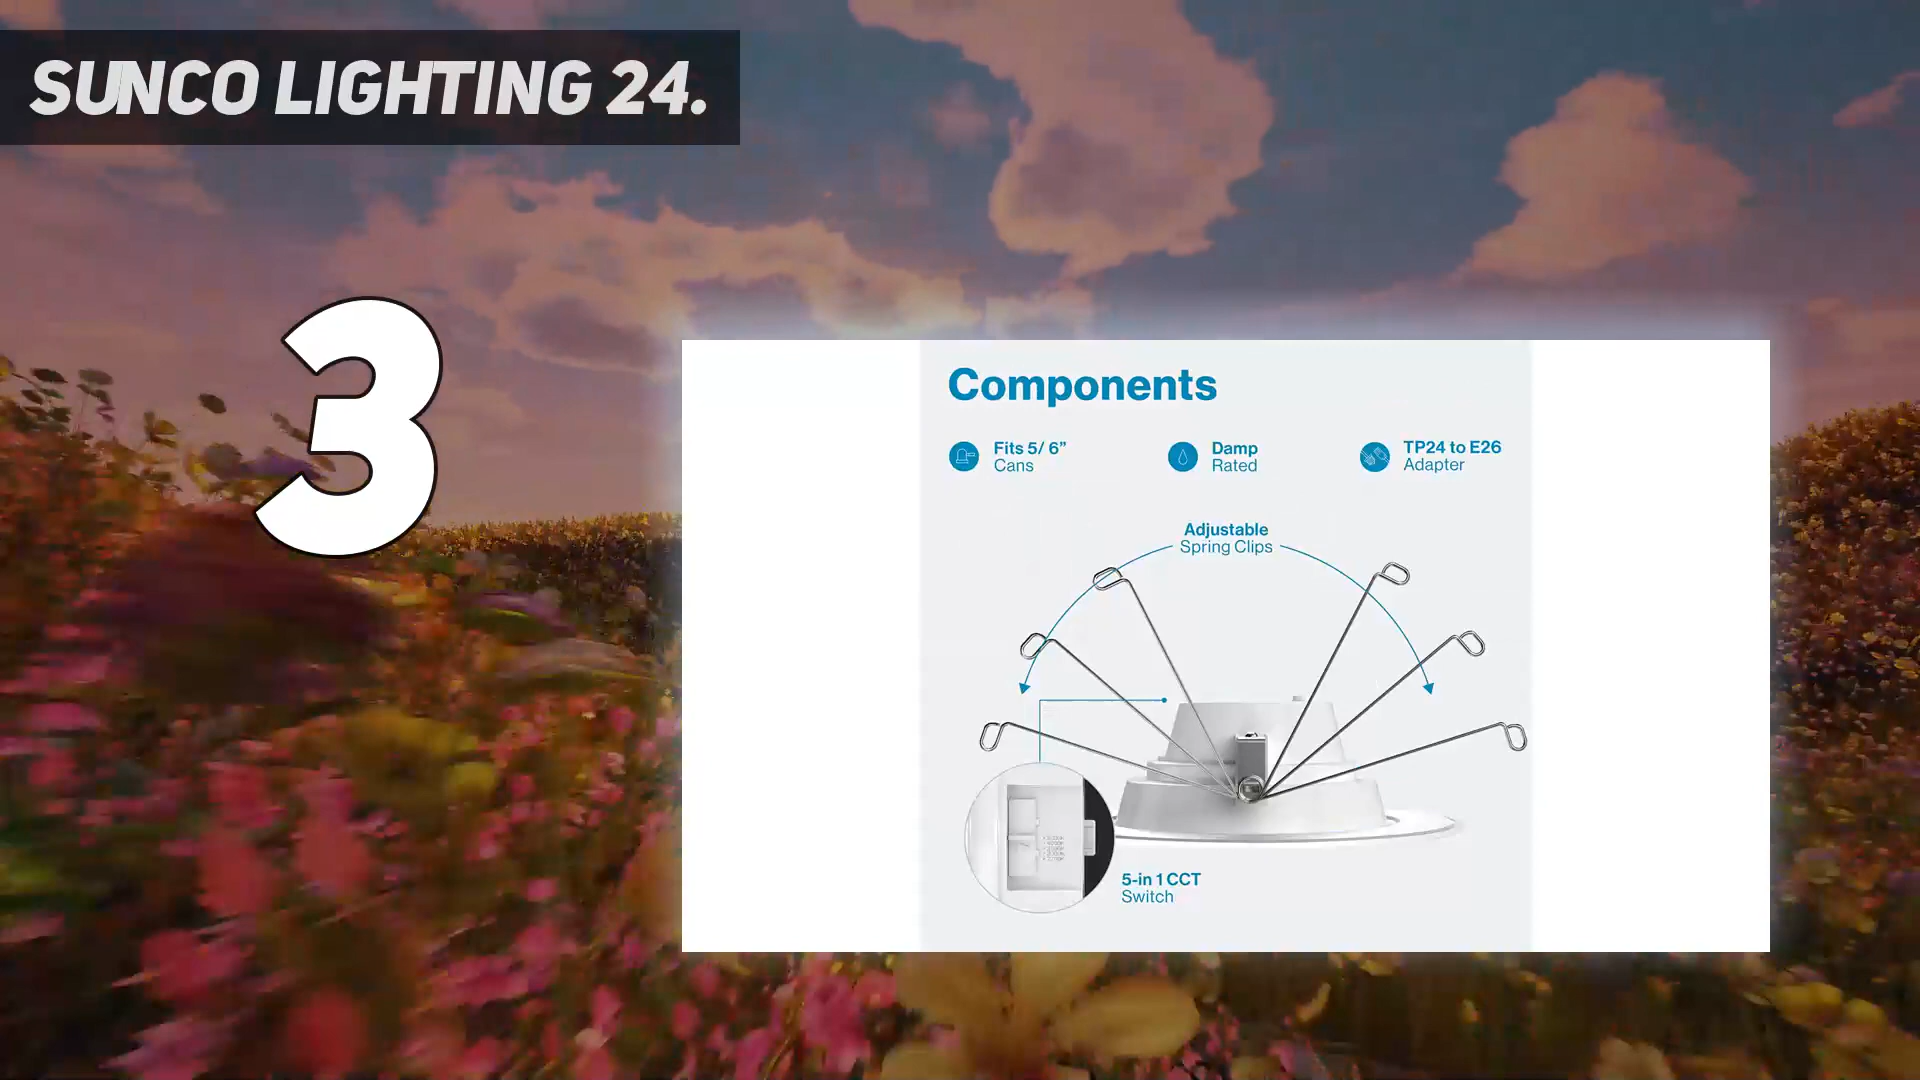 SUNCO LIGHTING 24.
3
Components
Fits 5/ 6”
Cans
Damp
Rated
TP24 to E26
Adapter
Adjustable
Spring Clips
5-in 1 CCT
Switch